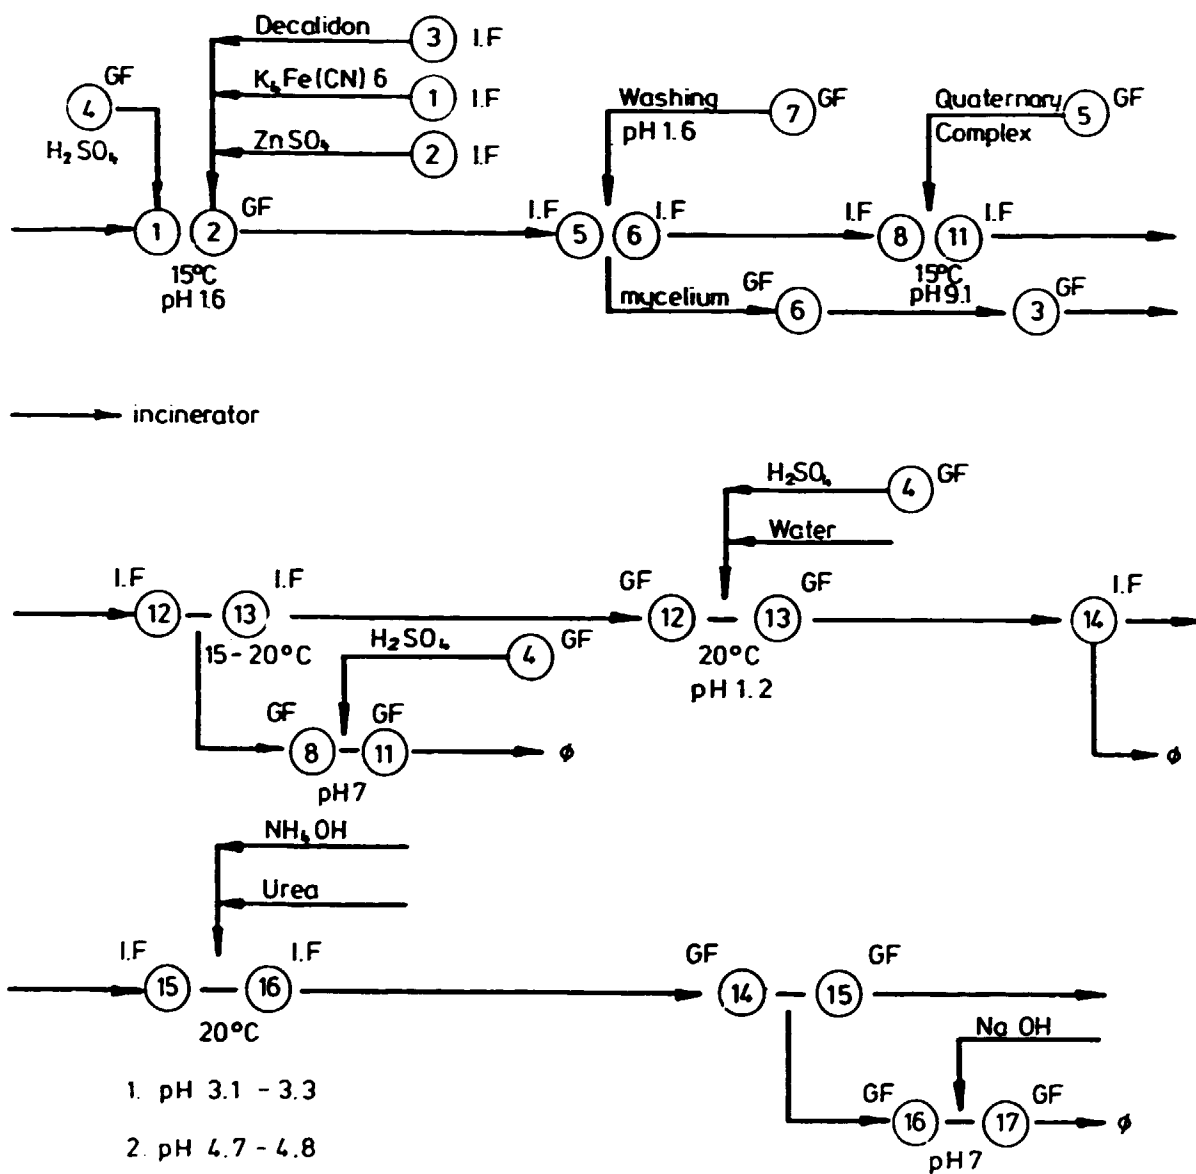 Decalidon 3 I.F
GF K4Fe(CN)6 1 I.F
4 ZnSO4 2 I.F
H2SO4
Washing 7 GF
pH 1.6
Quaternary 5 GF
Complex
1 2 GF
15°C
pH 1.6
I.F 5 6 I.F
I.F 8 11 I.F
15°C
pH 9.1
mycelium GF 6 3 GF
incinerator
H2SO4 4 GF
Water
I.F 12 13 I.F
15-20°C
GF 12 13 GF
20°C
pH 1.2
14 I.F
ϕ
H2SO4 4 GF
GF 8 11 GF ϕ
pH 7
NH4OH
Urea
I.F 15 16 I.F
20°C
GF 14 15 GF
1. pH 3.1 - 3.3
2. pH 4.7 - 4.8
Na OH
GF 16 17 GF ϕ
pH 7